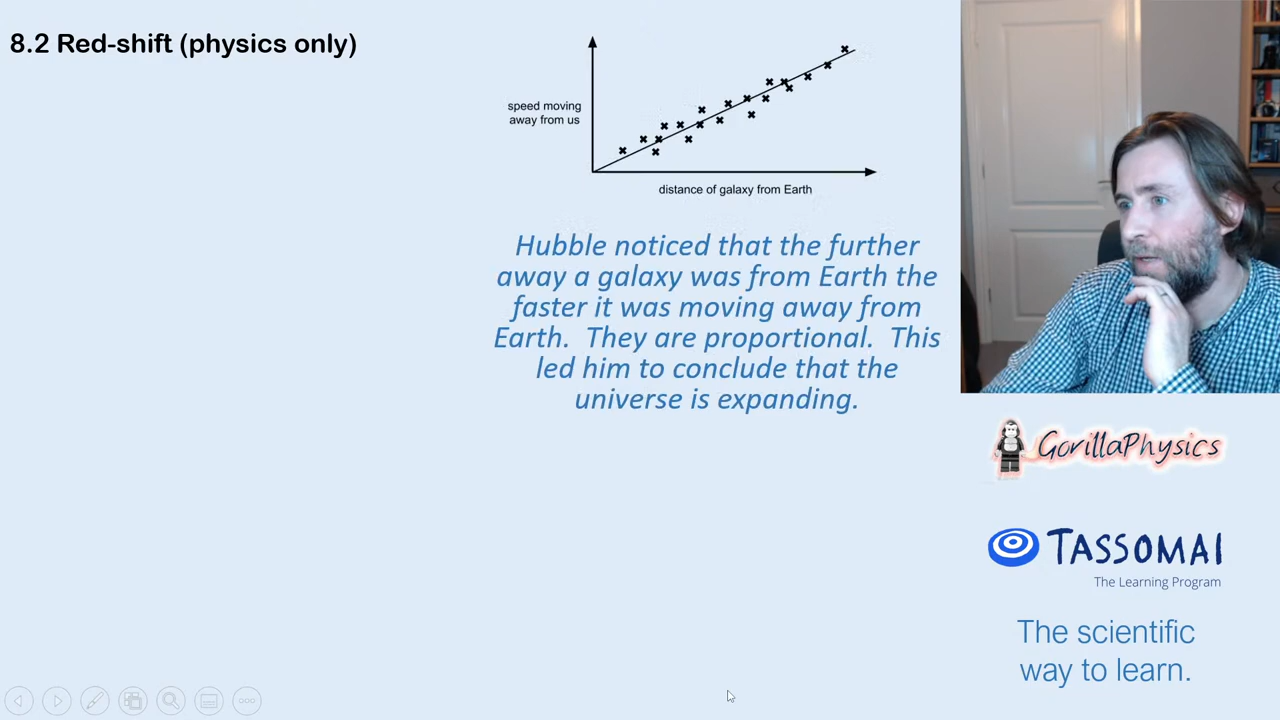 8.2 Red-shift (physics only)
speed moving
away from us
distance of galaxy from Earth
Hubble noticed that the further
away a galaxy was from Earth the
faster it was moving away from
Earth.  They are proportional.  This
led him to conclude that the
universe is expanding.
GorillaPhysics
TASSOMAI
The Learning Program
The scientific
way to learn.